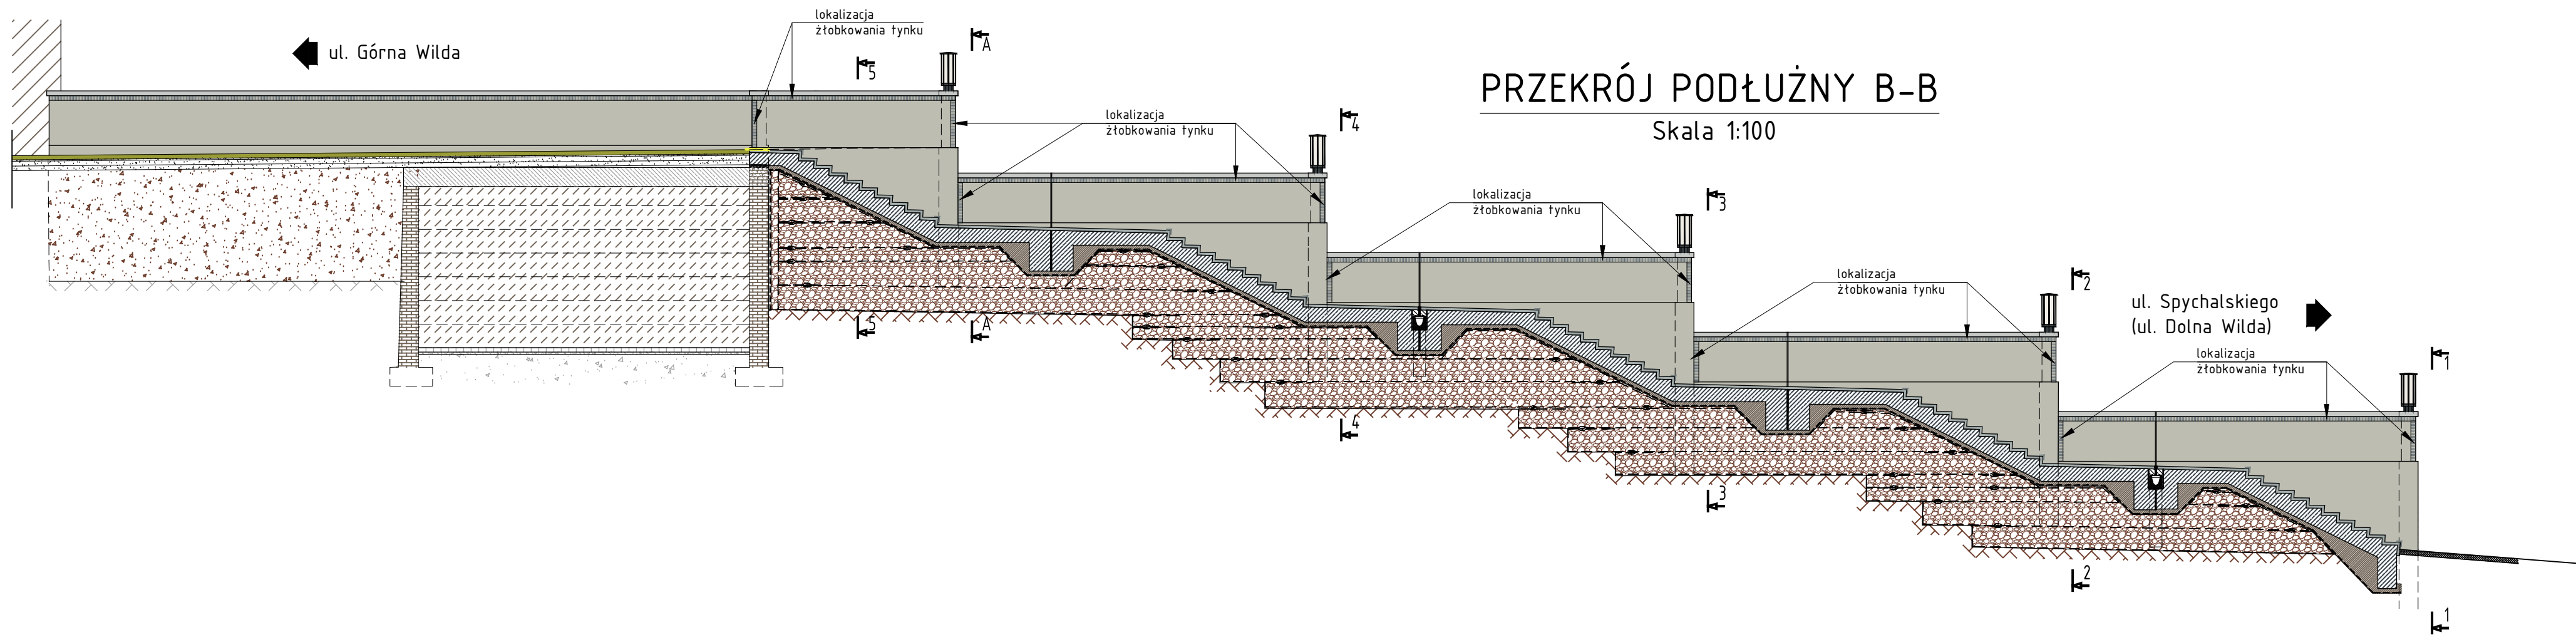 lokalizacja
żłobkowania tynku
ul. Górna Wilda
A
5
PRZEKRÓJ PODŁUŻNY B-B
Skala 1:100
lokalizacja
żłobkowania tynku
4
lokalizacja
żłobkowania tynku
3
lokalizacja
żłobkowania tynku
2
ul. Spychalskiego
(ul. Dolna Wilda)
lokalizacja
żłobkowania tynku
1
5
A
4
3
2
1